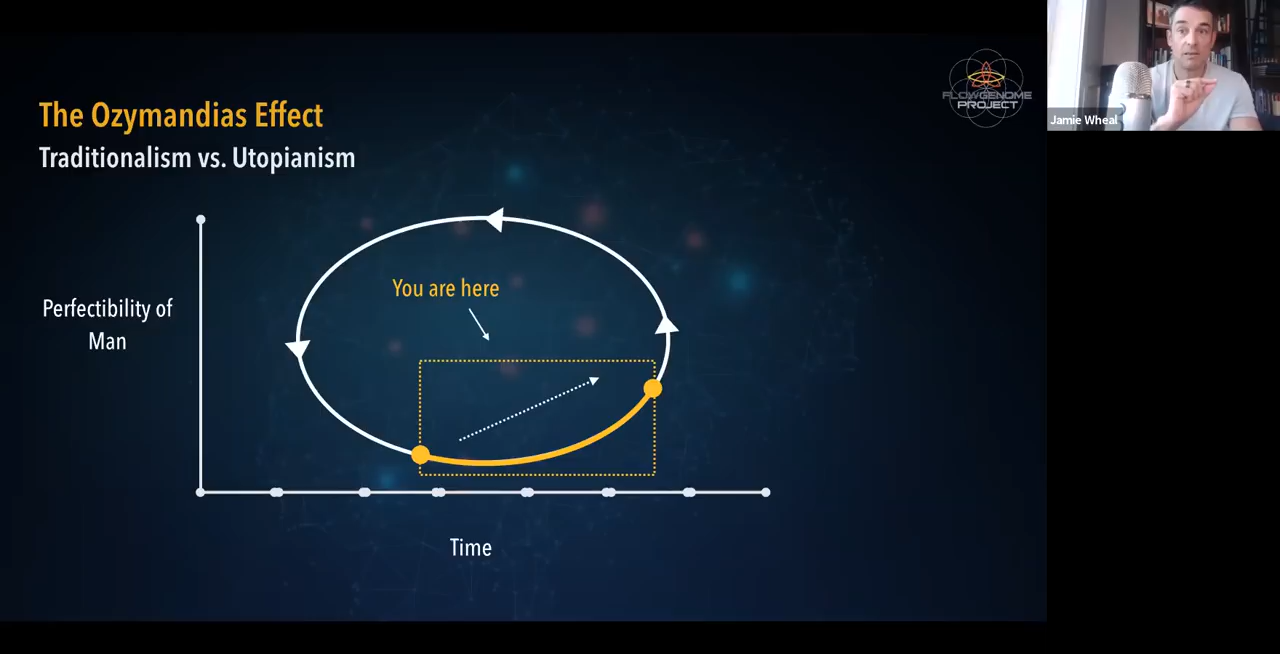 The Ozymandias Effect
Traditionalism vs. Utopianism
FLOWGENOME
PROJECT
Jamie Wheal
You are here
Perfectibility of
Man
Time